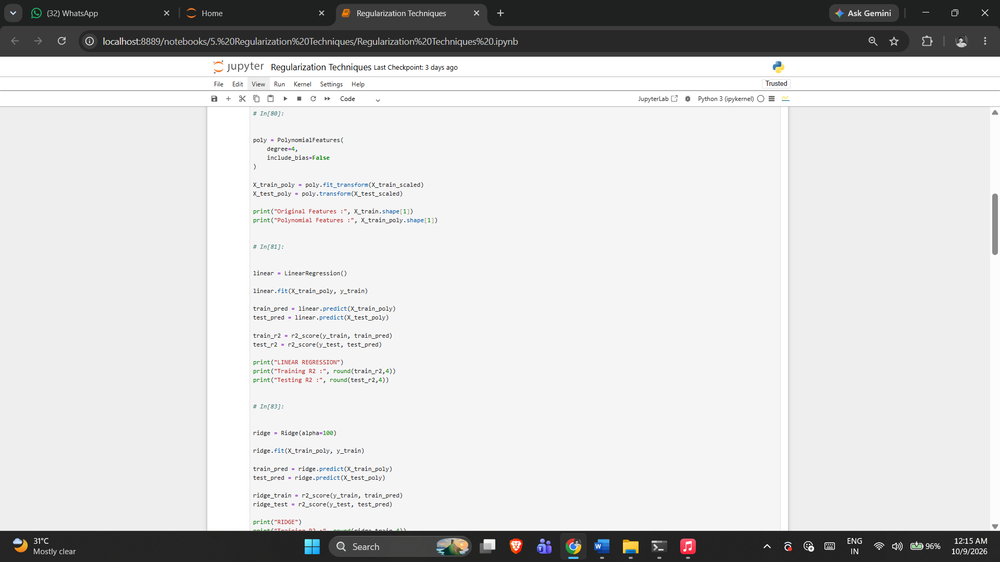 (32) WhatsApp
Home
Regularization Techniques
Ask Gemini
localhost:8889/notebooks/5.%20Regularization%20Techniques/Regularization%20Techniques%20.ipynb
jupyter Regularization Techniques Last Checkpoint: 3 days ago
File Edit View Run Kernel Settings Help
Trusted
Code
JupyterLab
Python 3 (ipykernel)
# In[80]:
poly = PolynomialFeatures(
    degree=4,
    include_bias=False
)
X_train_poly = poly.fit_transform(X_train_scaled)
X_test_poly = poly.transform(X_test_scaled)
print("Original Features :", X_train.shape[1])
print("Polynomial Features :", X_train_poly.shape[1])
# In[81]:
linear = LinearRegression()
linear.fit(X_train_poly, y_train)
train_pred = linear.predict(X_train_poly)
test_pred = linear.predict(X_test_poly)
train_r2 = r2_score(y_train, train_pred)
test_r2 = r2_score(y_test, test_pred)
print("LINEAR REGRESSION")
print("Training R2 :", round(train_r2,4))
print("Testing R2 :", round(test_r2,4))
# In[83]:
ridge = Ridge(alpha=100)
ridge.fit(X_train_poly, y_train)
train_pred = ridge.predict(X_train_poly)
test_pred = ridge.predict(X_test_poly)
ridge_train = r2_score(y_train, train_pred)
ridge_test = r2_score(y_test, test_pred)
print("RIDGE")
print("Training R2 :", round(ridge_train,4))
31°C
Mostly clear
Search
ENG
IN
96%
12:15 AM
10/9/2026